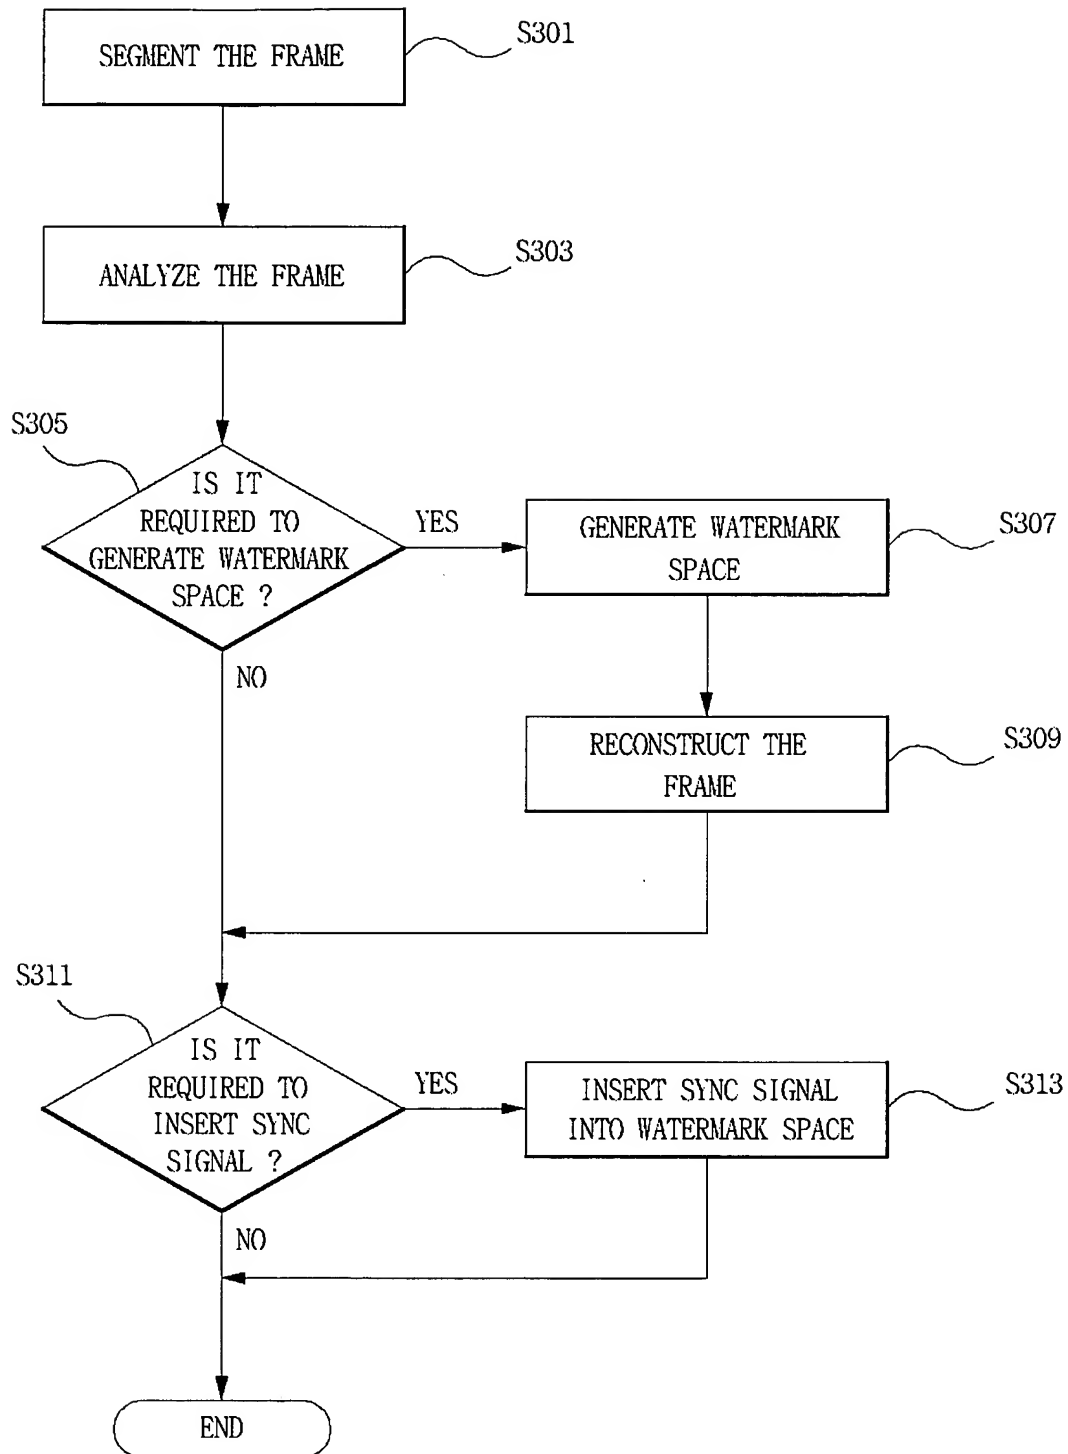 SEGMENT THE FRAME
S301
ANALYZE THE FRAME
S303
S305
IS IT
REQUIRED TO
GENERATE WATERMARK
SPACE ?
YES
NO
GENERATE WATERMARK
SPACE
S307
RECONSTRUCT THE
FRAME
S309
S311
IS IT
REQUIRED TO
INSERT SYNC
SIGNAL ?
YES
NO
INSERT SYNC SIGNAL
INTO WATERMARK SPACE
S313
END